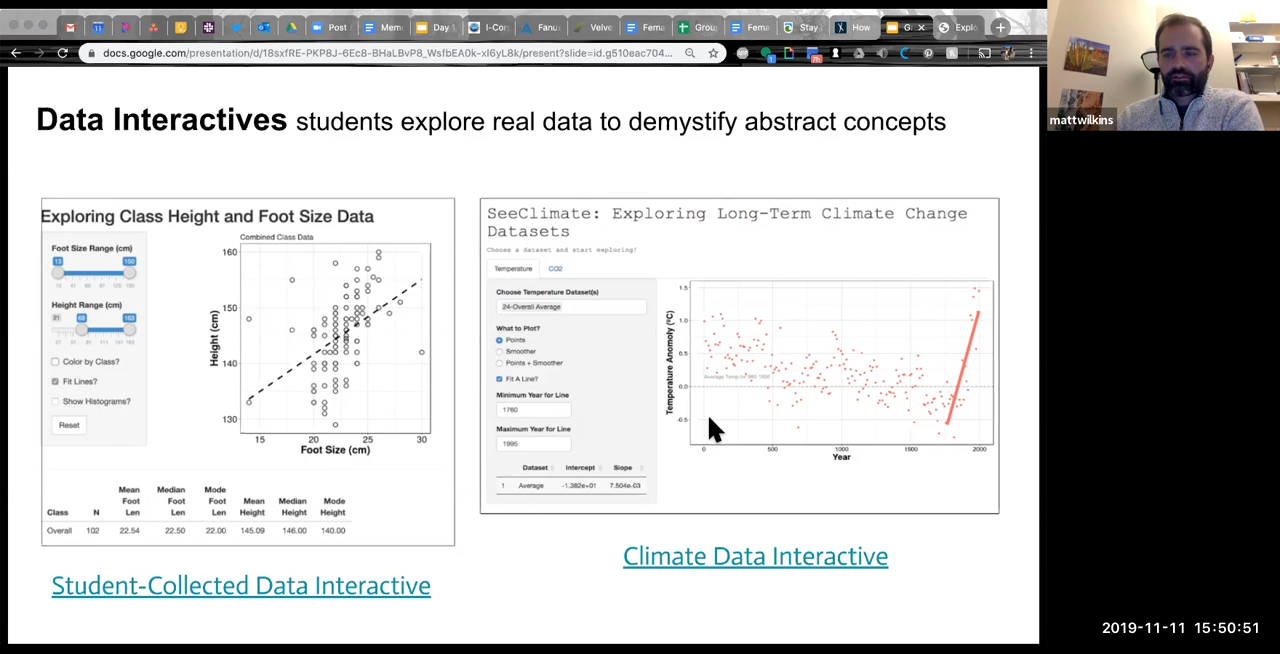 Post
Mem
Day
I-Cor
Fanu
Velve
Fema
Grou
Fema
Stay
How
G
Explo
docs.google.com/presentation/d/18sxfRE-PKP8J-6Ec8-BHaLBvP8_WsfbEA0k-xI6yL8k/present?slide=id.g510eac704...
mattwilkins
Data Interactives students explore real data to demystify abstract concepts
Exploring Class Height and Foot Size Data
Foot Size Range (cm)
13 150
Height Range (cm)
21 68 163
Color by Class?
Fit Lines?
Show Histograms?
Reset
Combined Class Data
160
150
140
130
Height (cm)
15 20 25 30
Foot Size (cm)
Class N Mean Foot Len Median Foot Len Mode Foot Len Mean Height Median Height Mode Height
Overall 102 22.54 22.50 22.00 145.09 146.00 140.00
Student-Collected Data Interactive
SeeClimate: Exploring Long-Term Climate Change
Datasets
Choose a dataset and start exploring!
Temperature CO2
Choose Temperature Dataset(s)
24-Overall Average
What to Plot?
Points
Smoother
Points + Smoother
Fit A Line?
Minimum Year for Line
1760
Maximum Year for Line
1995
Dataset Intercept Slope
1 Average -1.382e+01 7.504e-03
1.5
1.0
0.5
0.0
-0.5
Temperature Anomoly (ºC)
0 500 1000 1500 2000
Year
Climate Data Interactive
2019-11-11 15:50:51